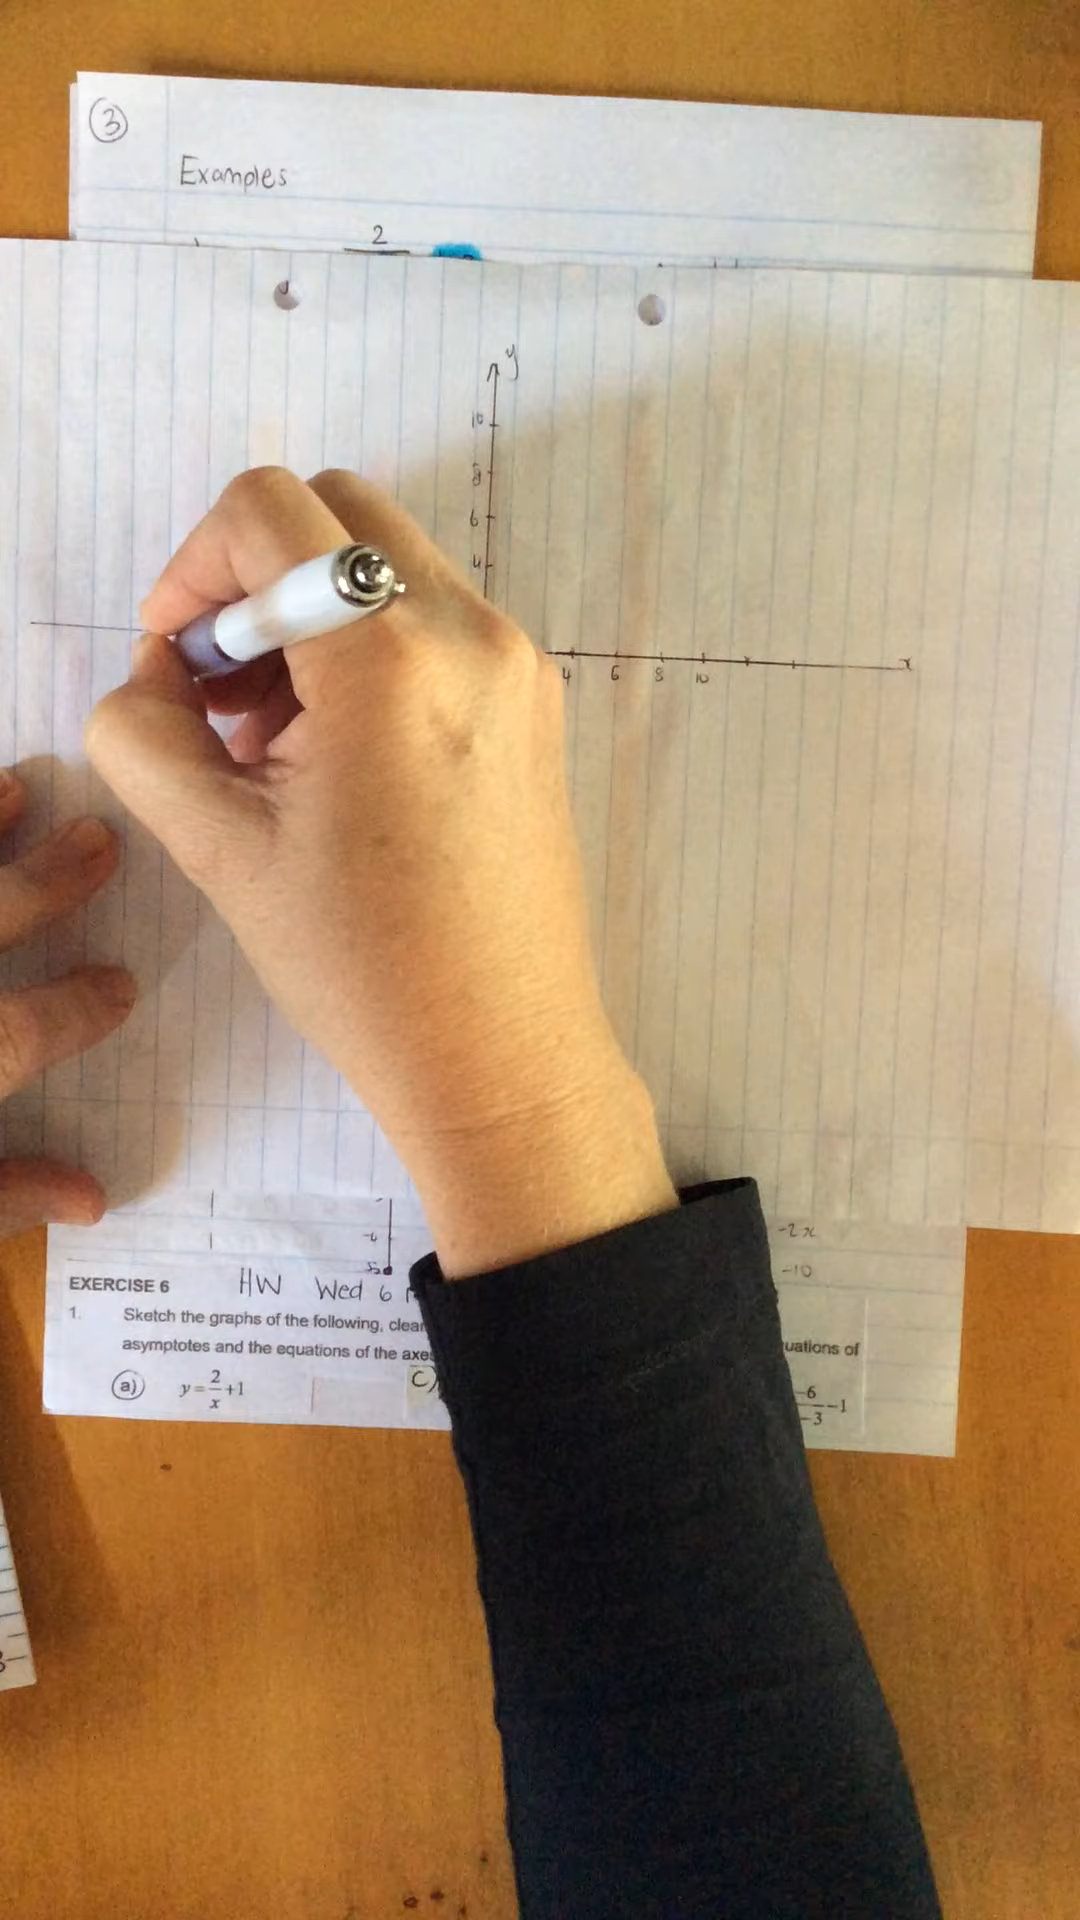 3
Examples
2
y
10
8
6
4
x
4 6 8 10
-2x
-6
-10
EXERCISE 6 HW Wed 6
1. Sketch the graphs of the following,
asymptotes and the equations of the
uations of
(a) y = 2/x + 1
C)
-6
-3 -1